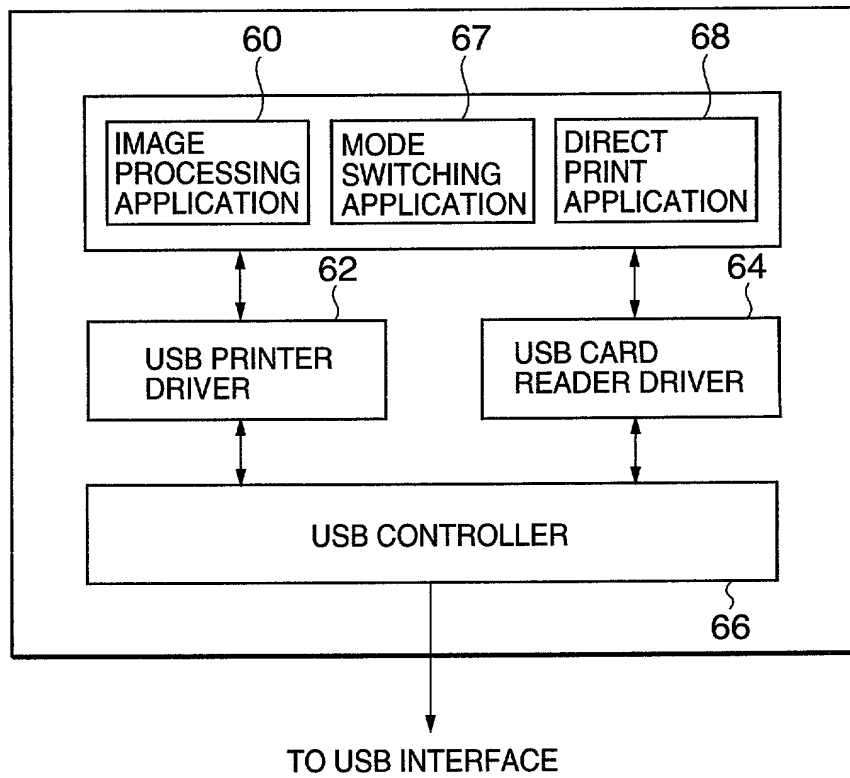 60
67
68
IMAGE
PROCESSING
APPLICATION
MODE
SWITCHING
APPLICATION
DIRECT
PRINT
APPLICATION
62
64
USB PRINTER
DRIVER
USB CARD
READER DRIVER
USB CONTROLLER
66
TO USB INTERFACE